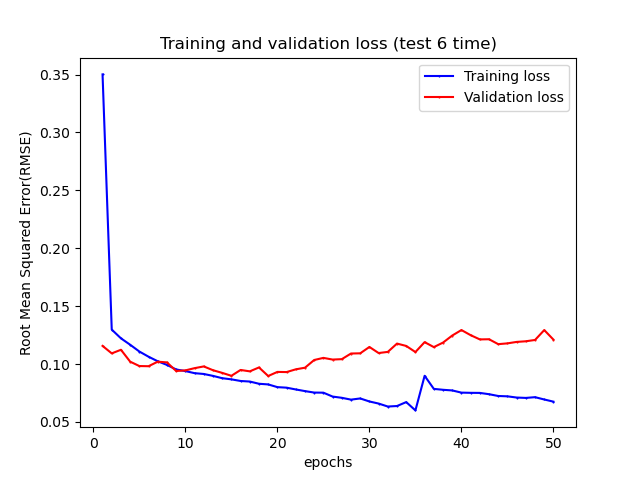 Training and validation loss (test 6 time)
Training loss
Validation loss
Root Mean Squared Error(RMSE)
0.35
0.30
0.25
0.20
0.15
0.10
0.05
0 10 20 30 40 50
epochs